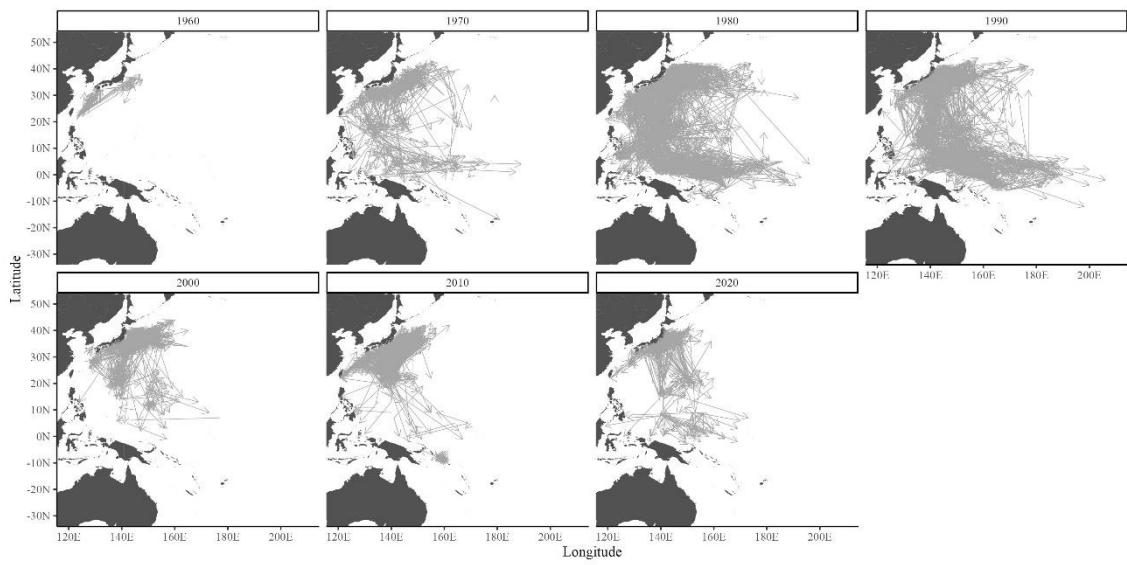 1960 1970 1980 1990
50N
40N
30N
20N
10N
0N
-10N
-20N
-30N
120E 140E 160E 180E 200E
2000 2010 2020
50N
40N
30N
20N
10N
0N
-10N
-20N
-30N
120E 140E 160E 180E 200E 120E 140E 160E 180E 200E 120E 140E 160E 180E 200E
Latitude
Longitude